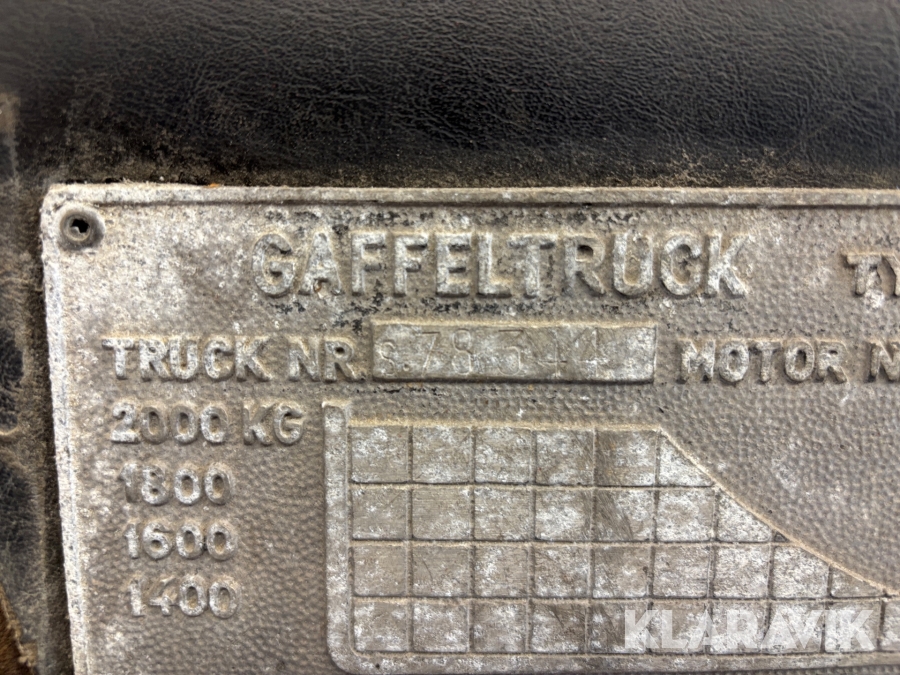 GAFFELTRUCK
TRUCK NR. MOTOR
2000 KG
1800
1600
1400
KLARAVIK